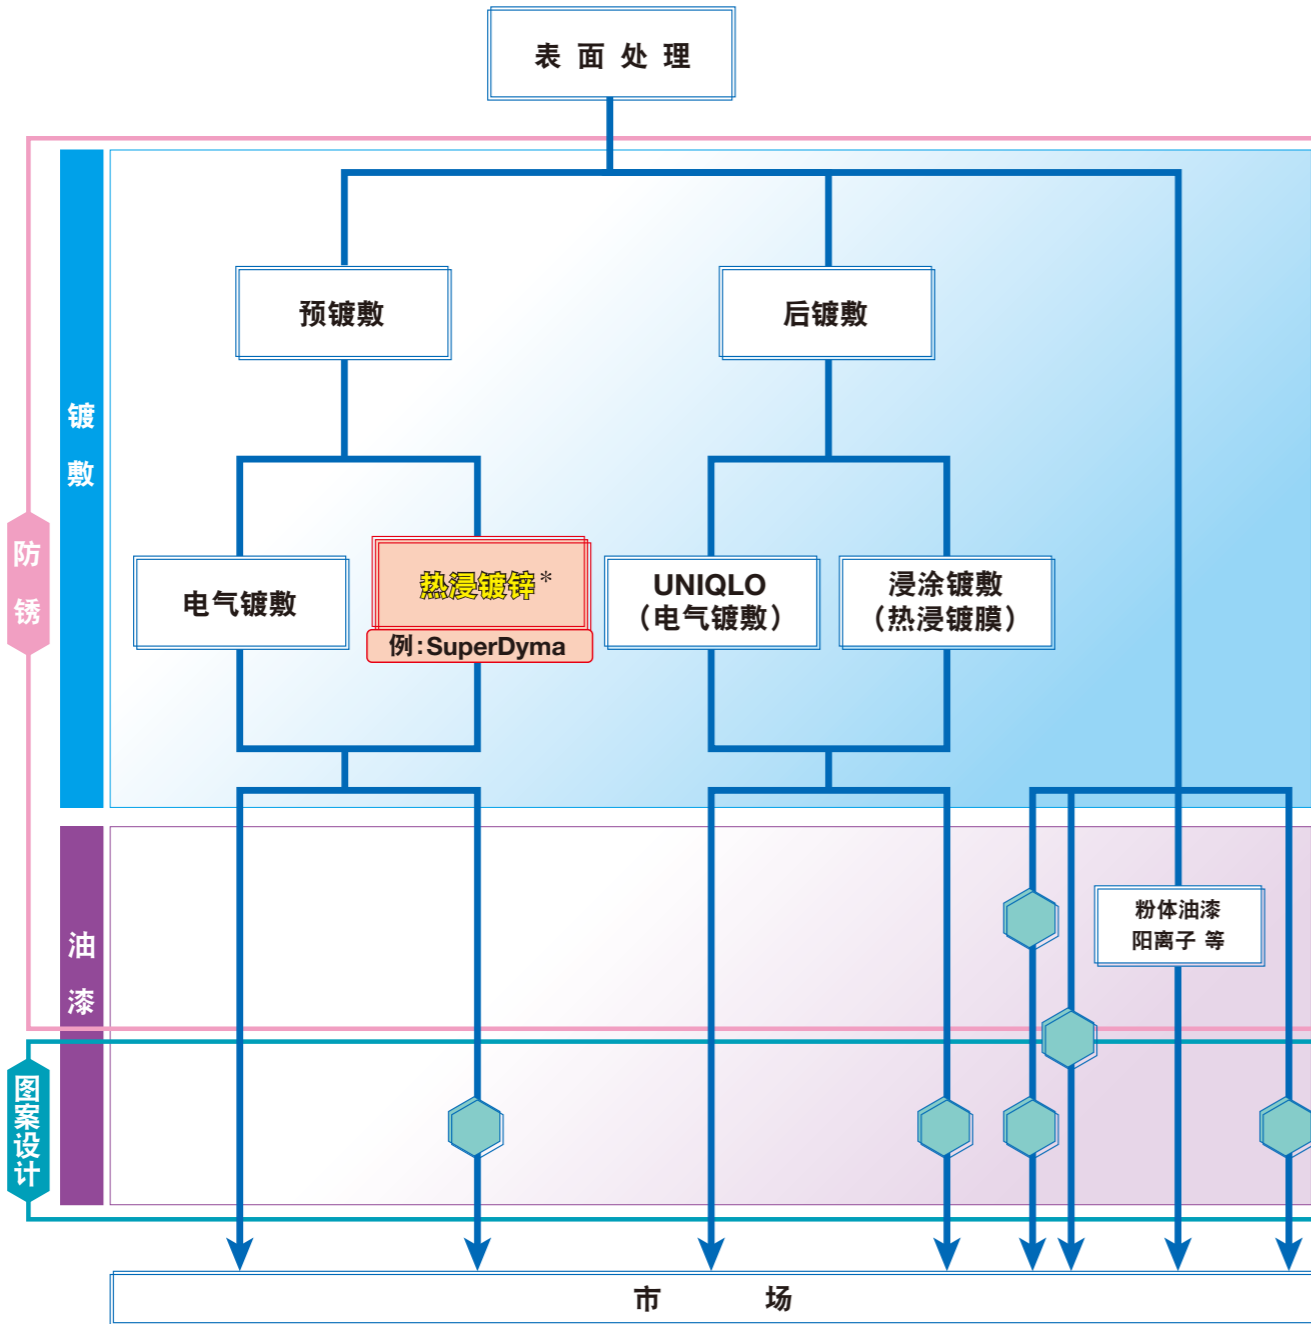 表面处理
预镀敷
后镀敷
镀敷
防锈
电气镀敷
热浸镀锌*
例:SuperDyma
UNIQLO
（电气镀敷）
浸涂镀敷
（热浸镀膜）
油漆
粉体油漆
阳离子 等
图案设计
市场